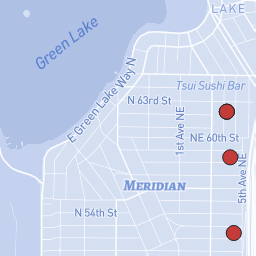 LAKE
Green Lake
E Green Lake Way N
Tsui Sushi Bar
N 63rd St
1st Ave NE
NE 60th St
5th Ave NE
MERIDIAN
N 54th St